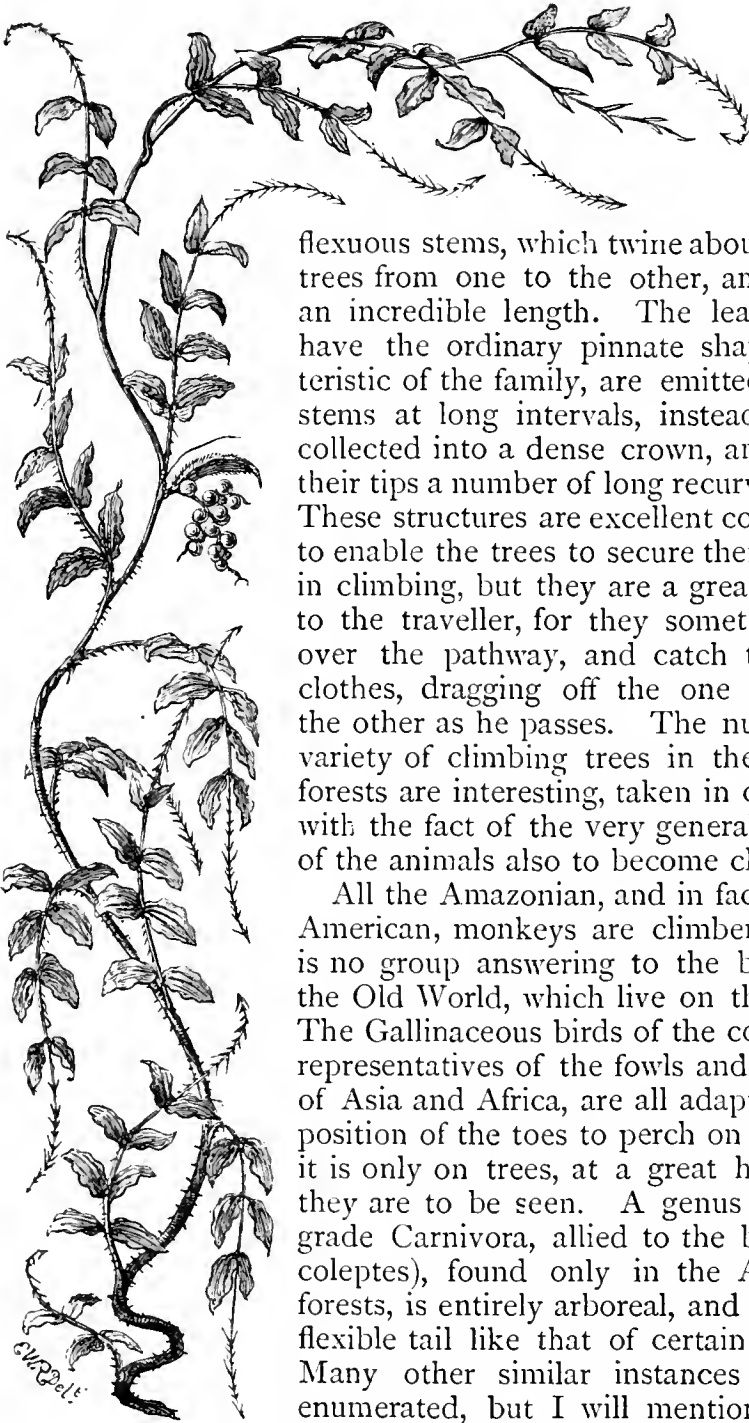 flexuous stems, which twine abou
trees from one to the other, an
an incredible length. The lea
have the ordinary pinnate sha
teristic of the family, are emitte
stems at long intervals, instead
collected into a dense crown, an
their tips a number of long recurv
These structures are excellent co
to enable the trees to secure the
in climbing, but they are a grea
to the traveller, for they somet
over the pathway, and catch t
clothes, dragging off the one
the other as he passes. The nu
variety of climbing trees in the
forests are interesting, taken in c
with the fact of the very genera
of the animals also to become cl
All the Amazonian, and in fac
American, monkeys are climber
is no group answering to the b
the Old World, which live on th
The Gallinaceous birds of the co
representatives of the fowls and
of Asia and Africa, are all adap
position of the toes to perch on
it is only on trees, at a great h
they are to be seen. A genus
grade Carnivora, allied to the b
coleptes), found only in the A
forests, is entirely arboreal, and
flexible tail like that of certain
Many other similar instances
enumerated, but I will mention